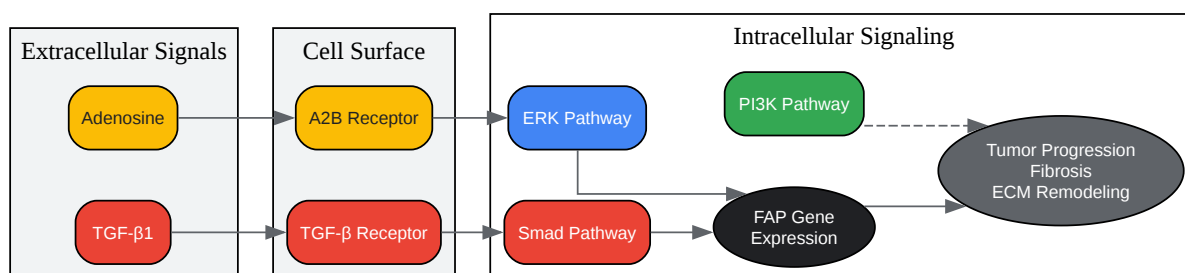 Extracellular Signals
Cell Surface
Intracellular Signaling
Adenosine
A2B Receptor
ERK Pathway
PI3K Pathway
Tumor Progression
Fibrosis
ECM Remodeling
TGF-β1
TGF-β Receptor
Smad Pathway
FAP Gene
Expression